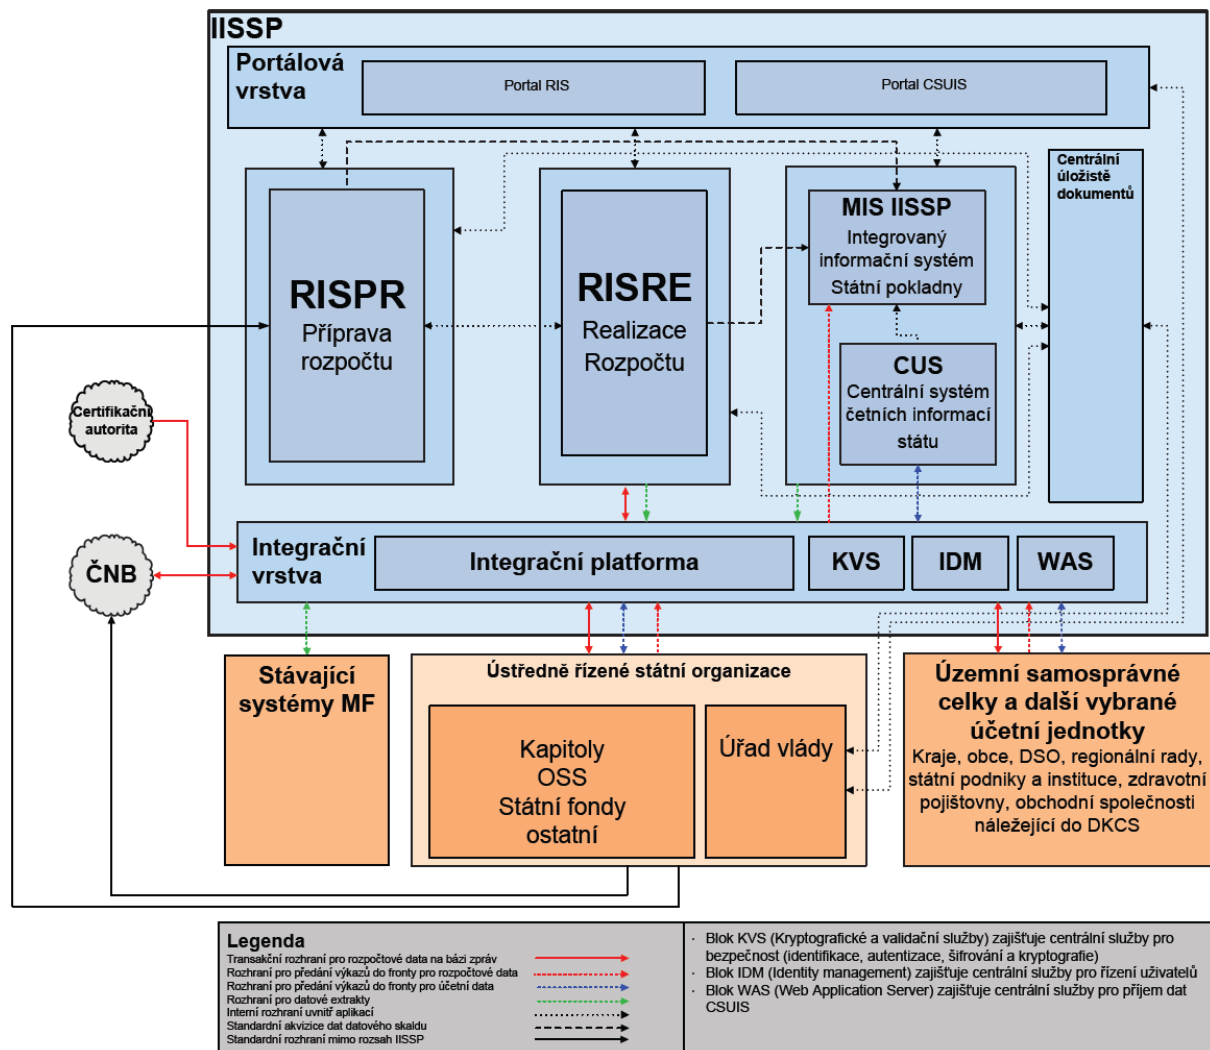 IISSP
Portálová
vrstva
Portal RIS
Portal CSUIS
RISPR
Příprava
rozpočtu
RISRE
Realizace
Rozpočtu
MIS IISSP
Integrovaný
informační systém
Státní pokladny
CUS
Centrální systém
četních informací
státu
Centrální
úložistě
dokumentů
Certifikační
autorita
ČNB
Integrační
vrstva
Integrační platforma
KVS
IDM
WAS
Stávající
systémy MF
Ústředně řízené státní organizace
Kapitoly
OSS
Státní fondy
ostatní
Úřad vlády
Územní samosprávné
celky a další vybrané
účetní jednotky
Kraje, obce, DSO, regionální rady,
státní podniky a instituce, zdravotní
pojištovny, obchodní společnosti
náležející do DKCS
Legenda
Transakční rozhraní pro rozpočtové data na bázi zpráv
Rozhraní pro předání výkazů do fronty pro rozpočtové data
Rozhraní pro předání výkazů do fronty pro účetní data
Rozhraní pro datové extrakty
Interní rozhraní uvnitř aplikací
Standardní akvizice dat datového skaldu
Standardní rozhraní mimo rozsah IISSP
· Blok KVS (Kryptografické a validační služby) zajišťuje centrální služby pro
bezpečnost (identifikace, autentizace, šifrování a kryptografie)
· Blok IDM (Identity management) zajišťuje centrální služby pro řízení uživatelů
· Blok WAS (Web Application Server) zajišťuje centrální služby pro příjem dat
CSUIS